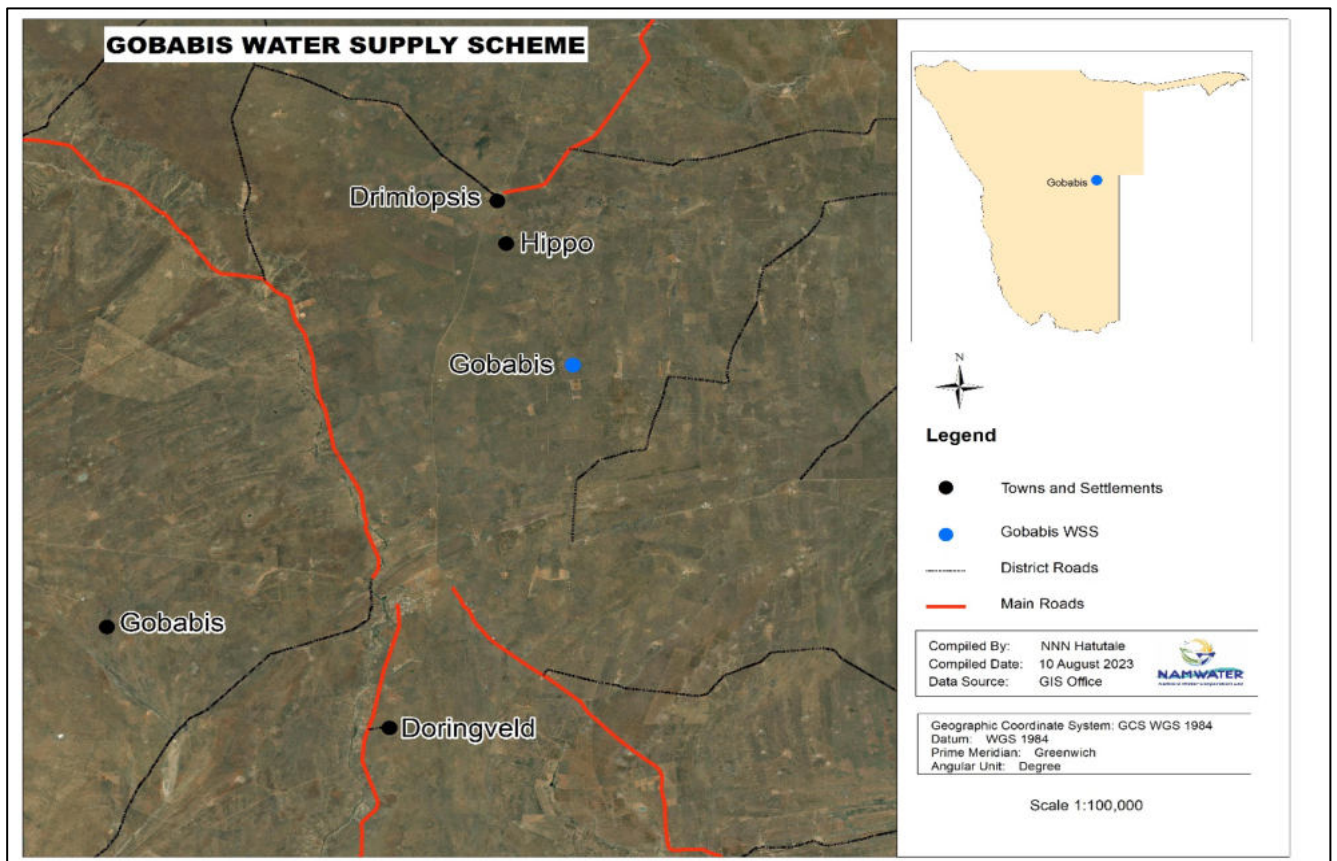 GOBABIS WATER SUPPLY SCHEME
Drimiopsis
Hippo
Gobabis
Gobabis
Doringveld
Gobabis
N
Legend
Towns and Settlements
Gobabis WSS
District Roads
Main Roads
Compiled By: NNN Hatutale
Compiled Date: 10 August 2023
Data Source: GIS Office
NAMWATER
Geographic Coordinate System: GCS WGS 1984
Datum: WGS 1984
Prime Meridian: Greenwich
Angular Unit: Degree
Scale 1:100,000